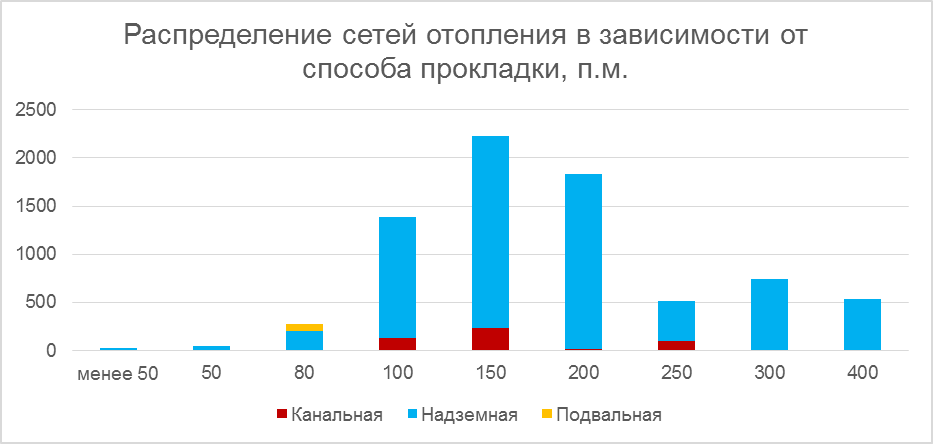 Распределение сетей отопления в зависимости от
способа прокладки, п.м.
2500
2000
1500
1000
500
0
менее 50 50 80 100 150 200 250 300 400
Канальная Надземная Подвальная